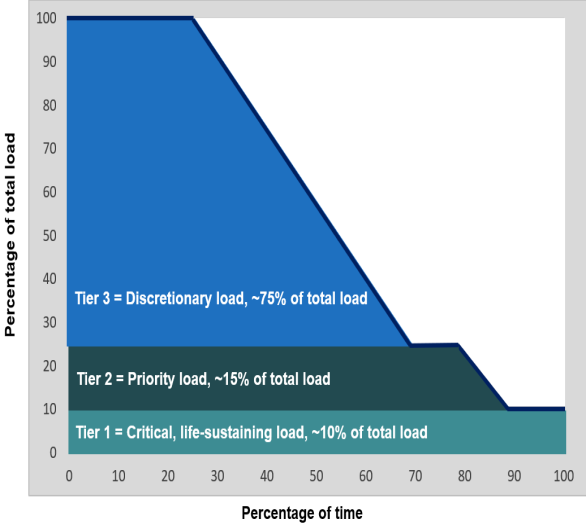 100
90
80
70
60
50
40
30
20
10
0
Percentage of total load
Tier 3 = Discretionary load, ~75% of total load
Tier 2 = Priority load, ~15% of total load
Tier 1 = Critical, life-sustaining load, ~10% of total load
0 10 20 30 40 50 60 70 80 90 100
Percentage of time